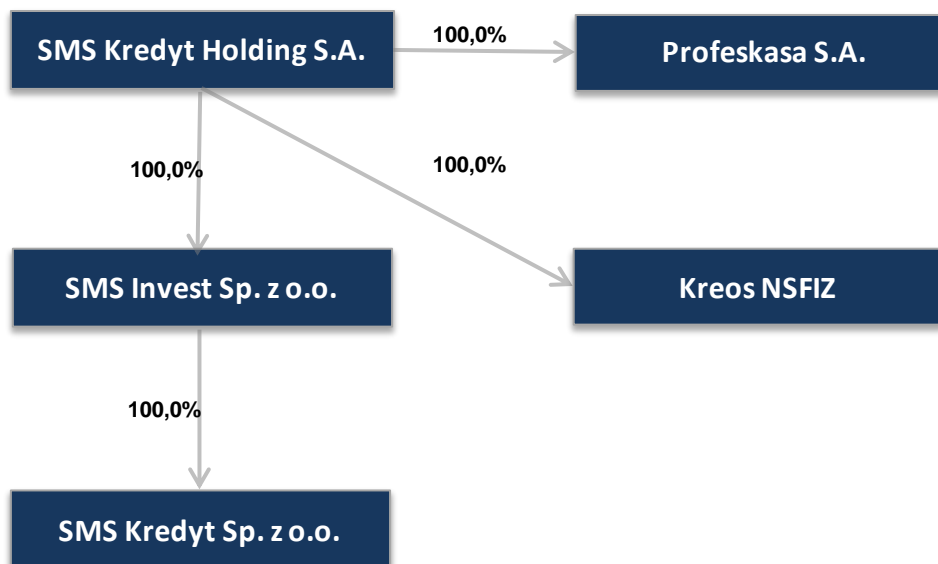 SMS Kredyt Holding S.A.
100,0%
Profeskasa S.A.
100,0%
100,0%
SMS Invest Sp. z o.o.
Kreos NSFIZ
100,0%
SMS Kredyt Sp. z o.o.